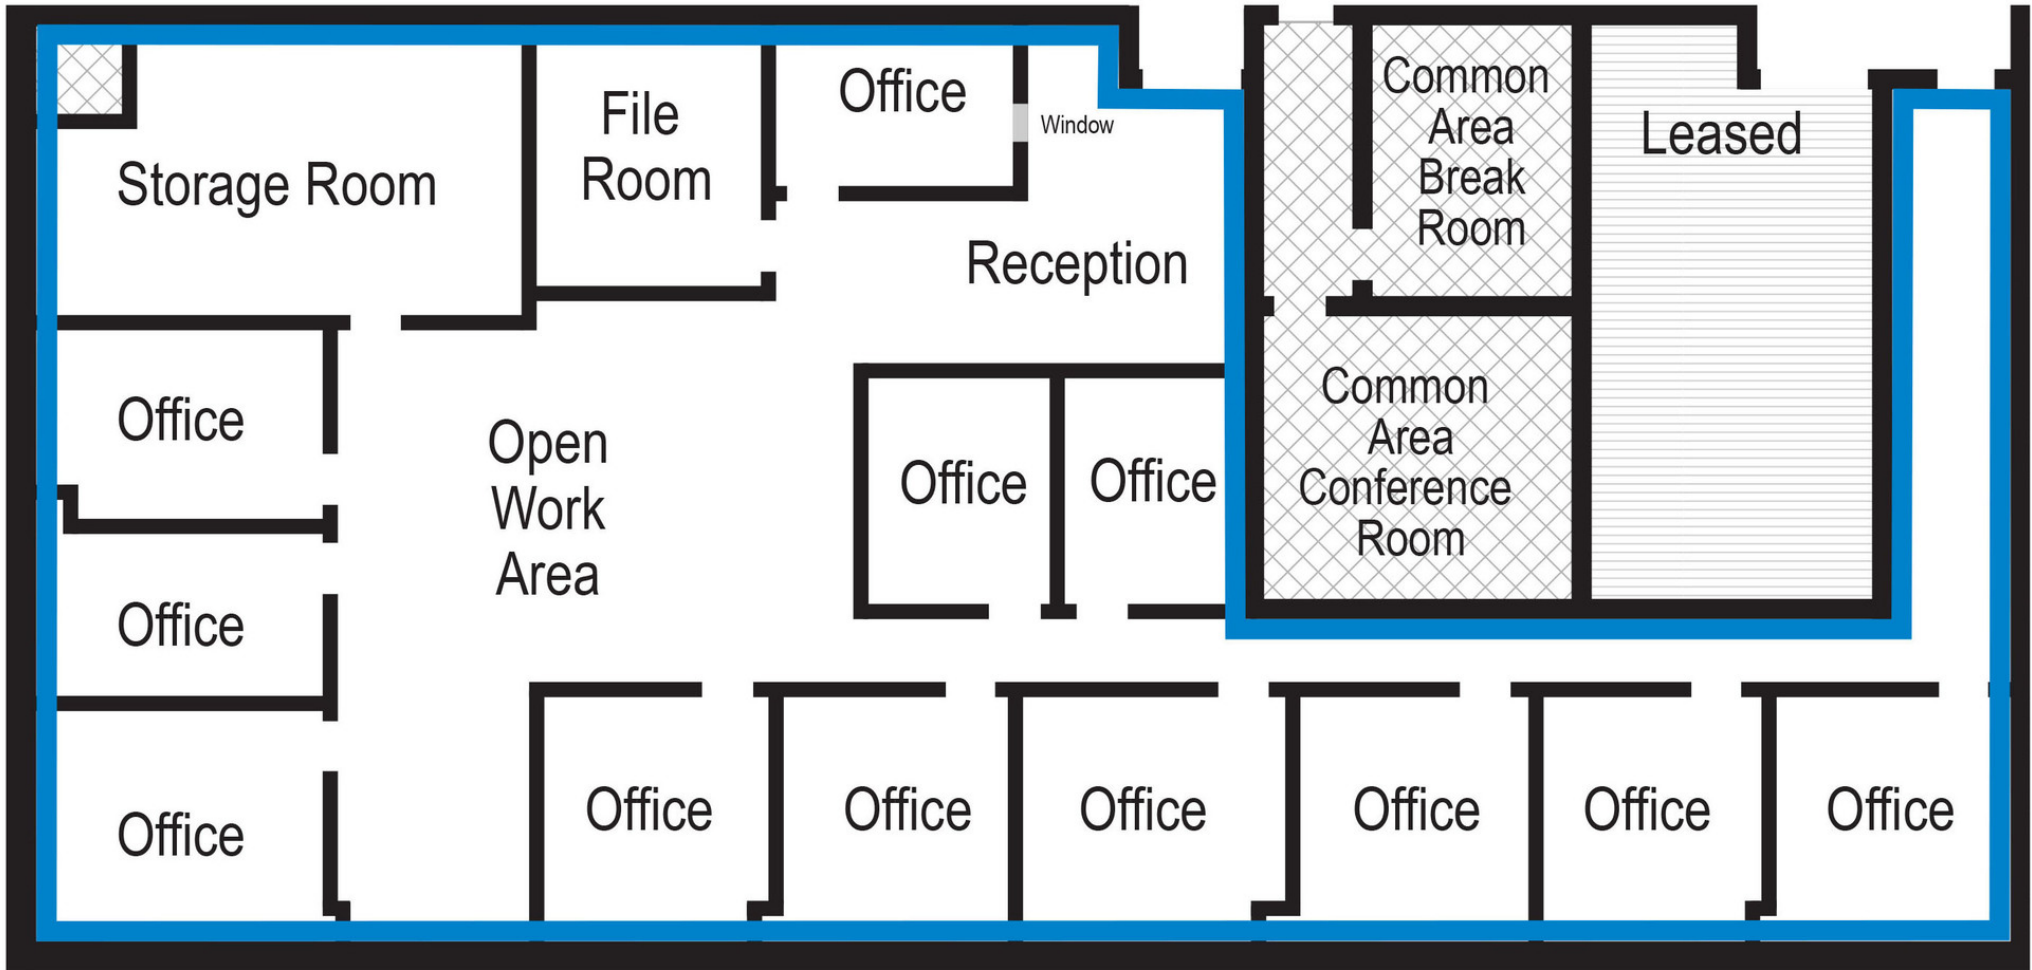 Common
Area
Break
Room
File
Room
Office
Window
Leased
Storage Room
Reception
Office
Open
Work
Area
Office
Office
Common
Area
Conference
Room
Office
Office
Office
Office
Office
Office
Office
Office